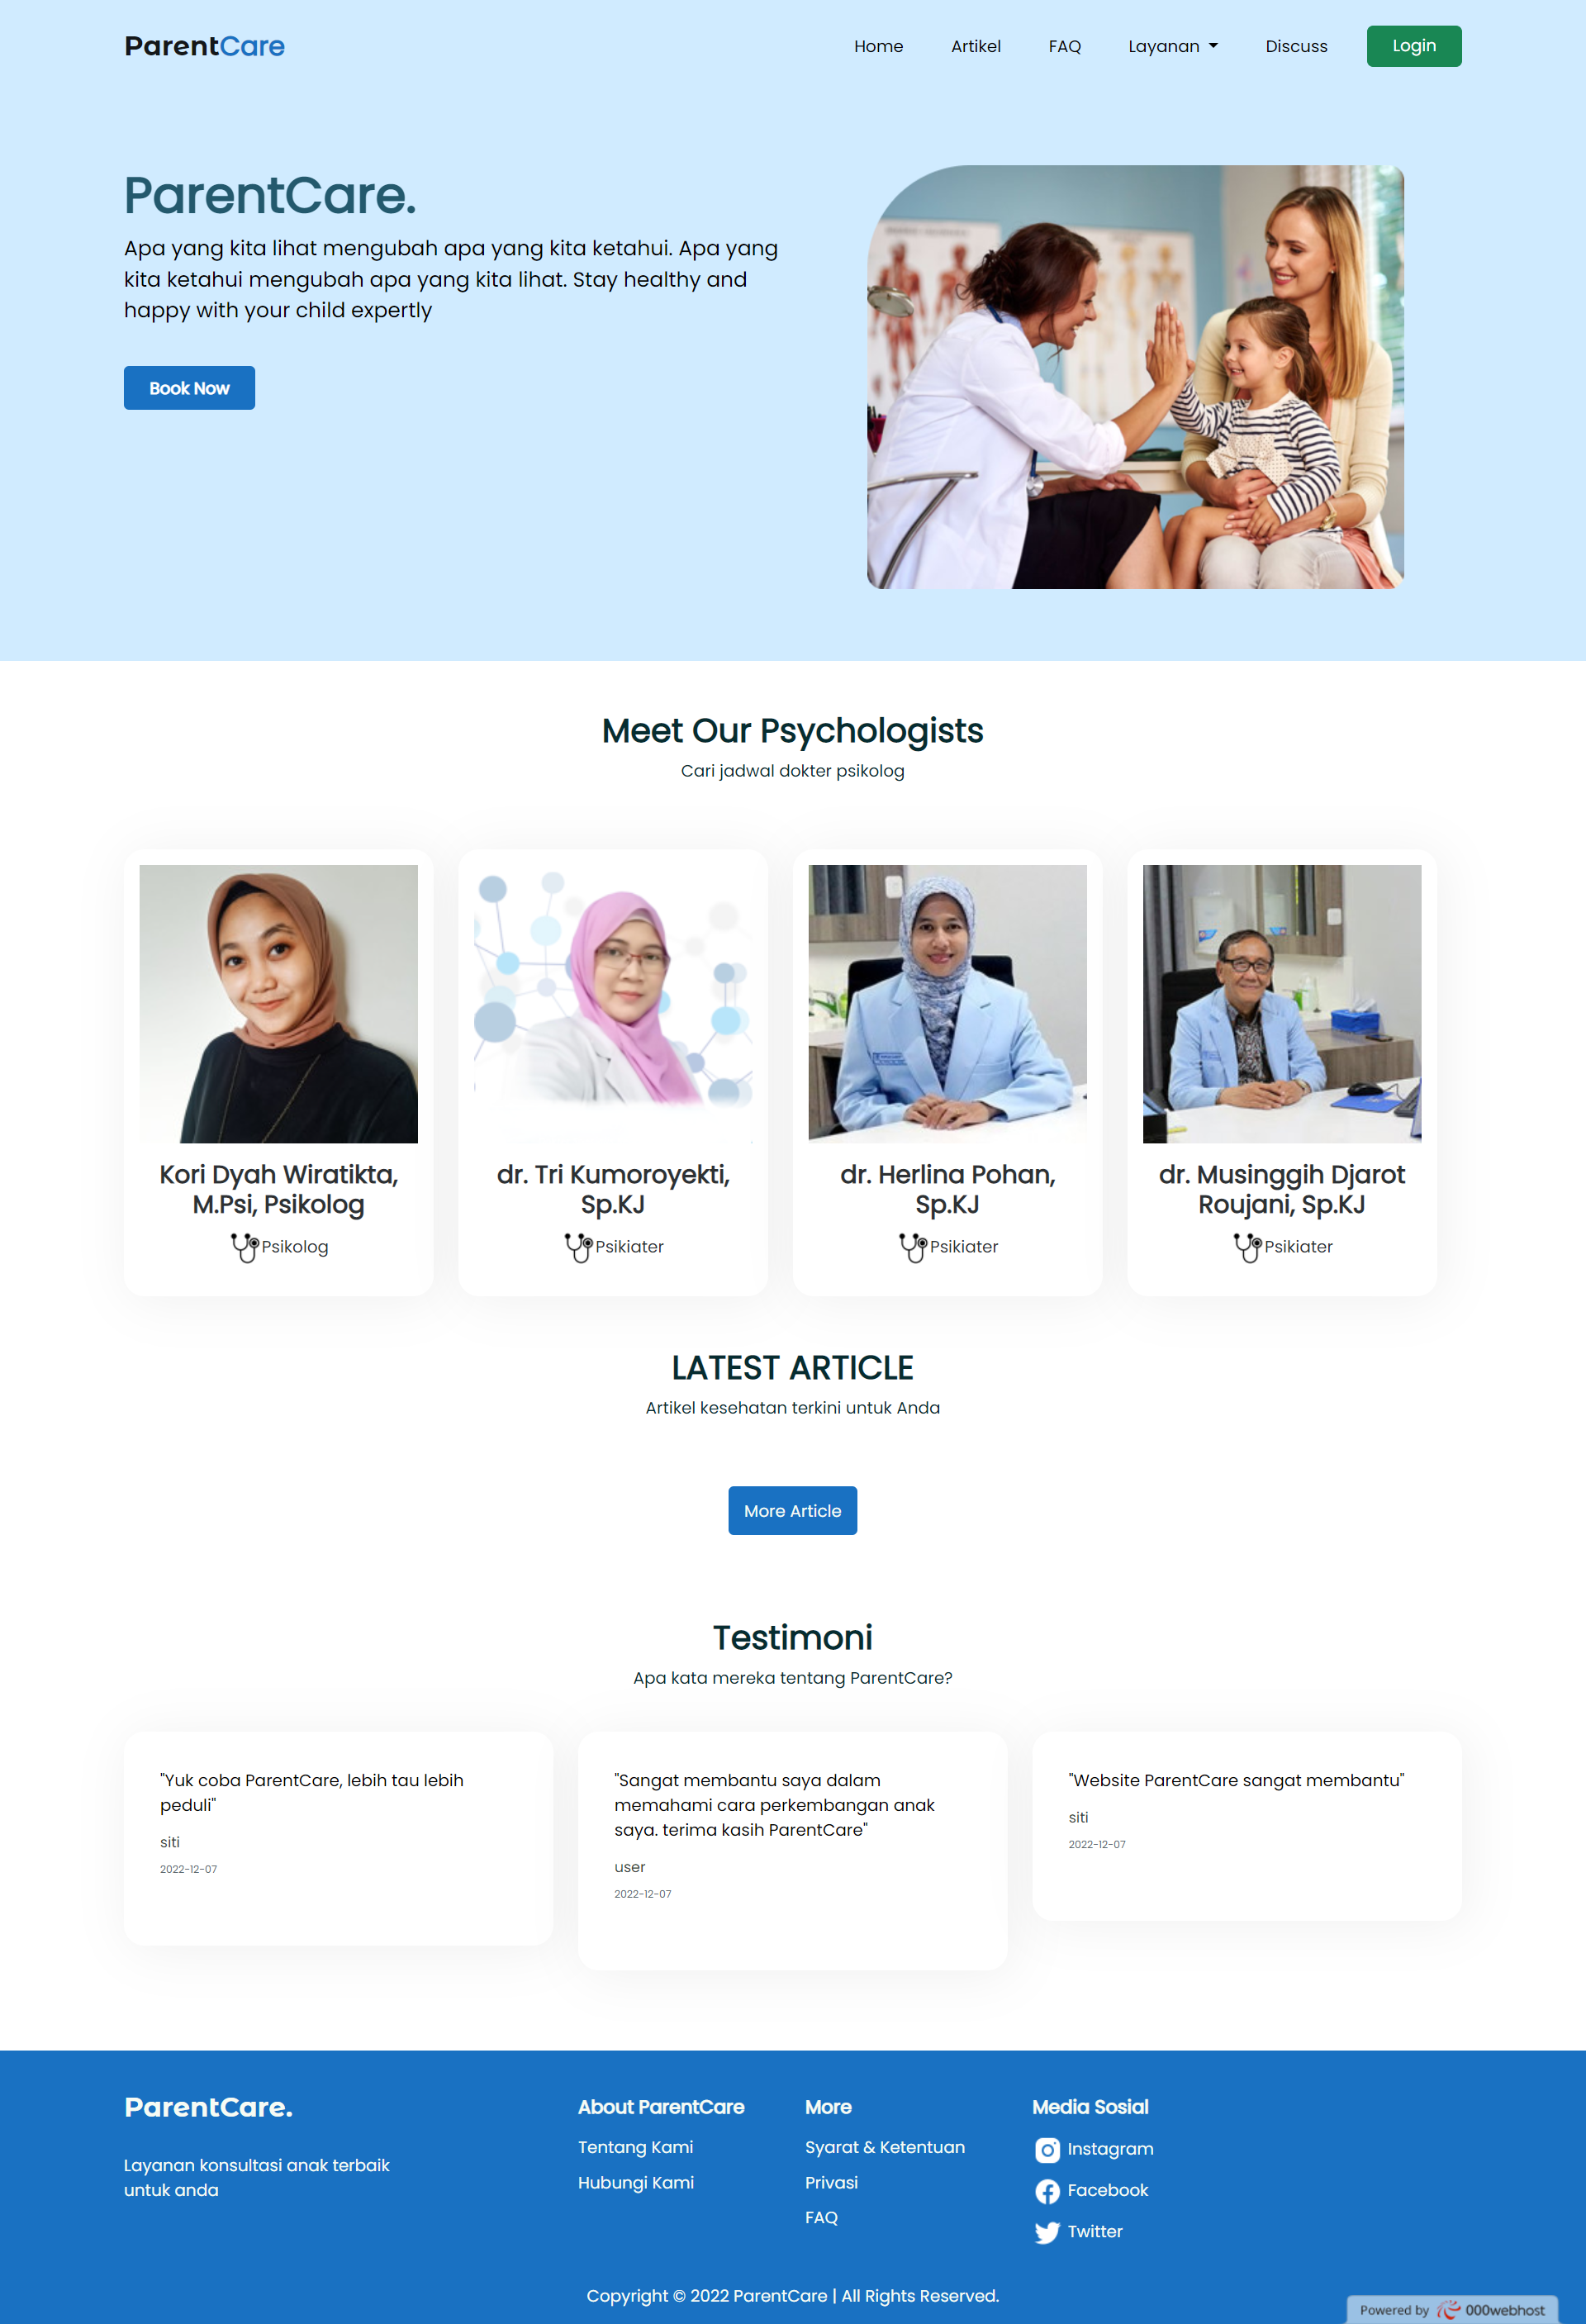 ParentCare
Home
Artikel
FAQ
Layanan
Discuss
Login
ParentCare.
Apa yang kita lihat mengubah apa yang kita ketahui. Apa yang
kita ketahui mengubah apa yang kita lihat. Stay healthy and
happy with your child expertly
Book Now
Meet Our Psychologists
Cari jadwal dokter psikolog
Kori Dyah Wiratikta,
M.Psi, Psikolog
Psikolog
dr. Tri Kumoroyekti,
Sp.KJ
Psikiater
dr. Herlina Pohan,
Sp.KJ
Psikiater
dr. Musinggih Djarot
Roujani, Sp.KJ
Psikiater
LATEST ARTICLE
Artikel kesehatan terkini untuk Anda
More Article
Testimoni
Apa kata mereka tentang ParentCare?
"Yuk coba ParentCare, lebih tau lebih
peduli"
siti
2022-12-07
"Sangat membantu saya dalam
memahami cara perkembangan anak
saya. terima kasih ParentCare"
user
2022-12-07
"Website ParentCare sangat membantu"
siti
2022-12-07
ParentCare.
Layanan konsultasi anak terbaik
untuk anda
About ParentCare
Tentang Kami
Hubungi Kami
More
Syarat & Ketentuan
Privasi
FAQ
Media Sosial
Instagram
Facebook
Twitter
Copyright © 2022 ParentCare | All Rights Reserved.
Powered by 000webhost